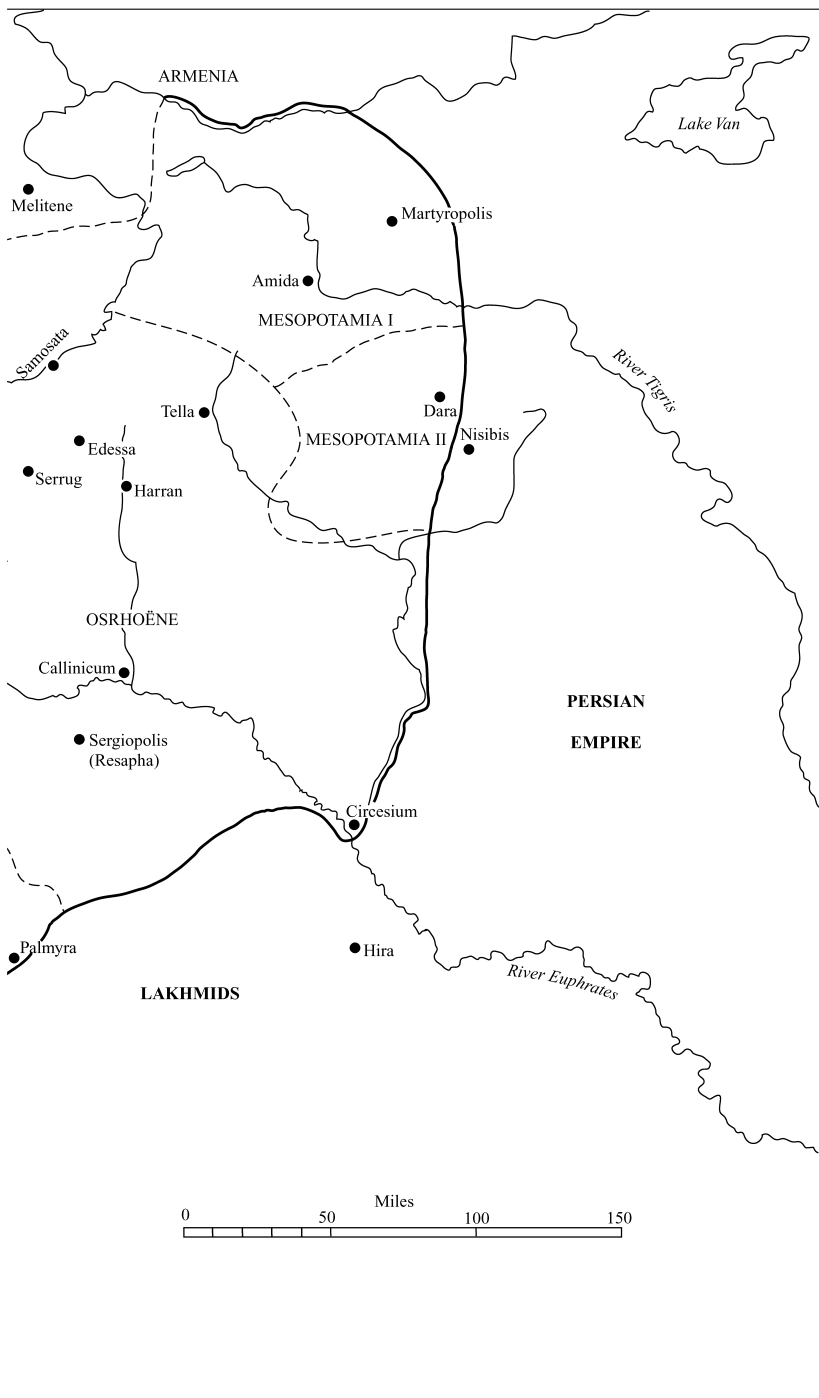 ARMENIA
Lake Van
Melitene
Martyropolis
Amida
MESOPOTAMIA I
Samosata
River Tigris
Tella
Dara
Edessa
MESOPOTAMIA II
Nisibis
Serrug
Harran
OSRHOËNE
Callinicum
PERSIAN
EMPIRE
Sergiopolis
(Resapha)
Circesium
Palmyra
Hira
River Euphrates
LAKHMIDS
Miles
0 50 100 150